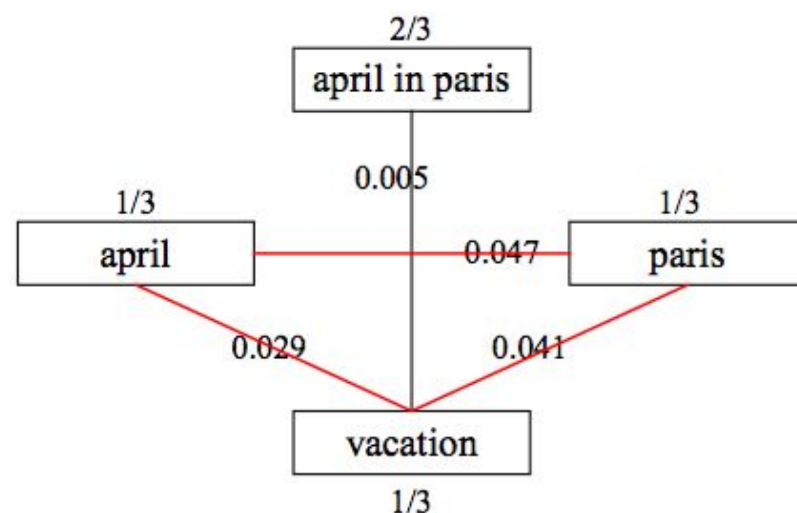 2/3
april in paris
0.005
1/3
1/3
april
0.047
paris
0.029
0.041
vacation
1/3